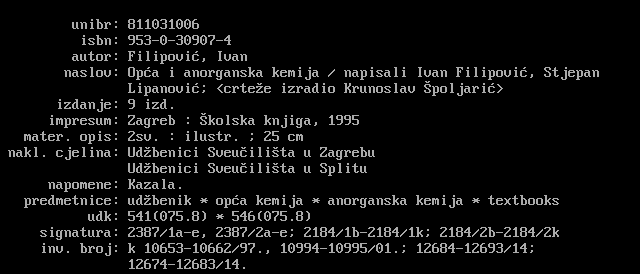 unibr: 811031006
isbn: 953-0-30907-4
autor: Filipović, Ivan
naslov: Opća i anorganska kemija / napisali Ivan Filipović, Stjepan
Lipanović; <crteže izradio Krunoslav Špoljarić>
izdanje: 9 izd.
impresum: Zagreb : Školska knjiga, 1995
mater. opis: 2sv. : ilustr. ; 25 cm
nakl. cjelina: Udžbenici Sveučilišta u Zagrebu
Udžbenici Sveučilišta u Splitu
napomene: Kazala.
predmetnice: udžbenik * opća kemija * anorganska kemija * textbooks
udk: 541(075.8) * 546(075.8)
signatura: 2387/1a-e, 2387/2a-e; 2184/1b-2184/1k; 2184/2b-2184/2k
inv. broj: k 10653-10662/97., 10994-10995/01.; 12684-12693/14;
12674-12683/14.